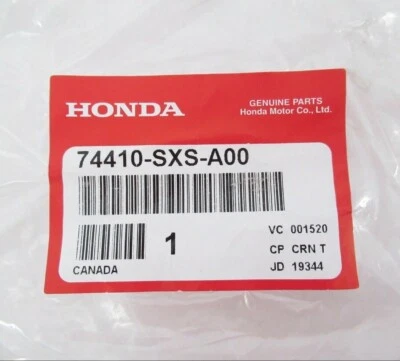 HONDA
GENUINE PARTS
Honda Motor Co., Ltd.
74410-SXS-A00
1
VC 001520
CP CRN T
JD 19344
CANADA